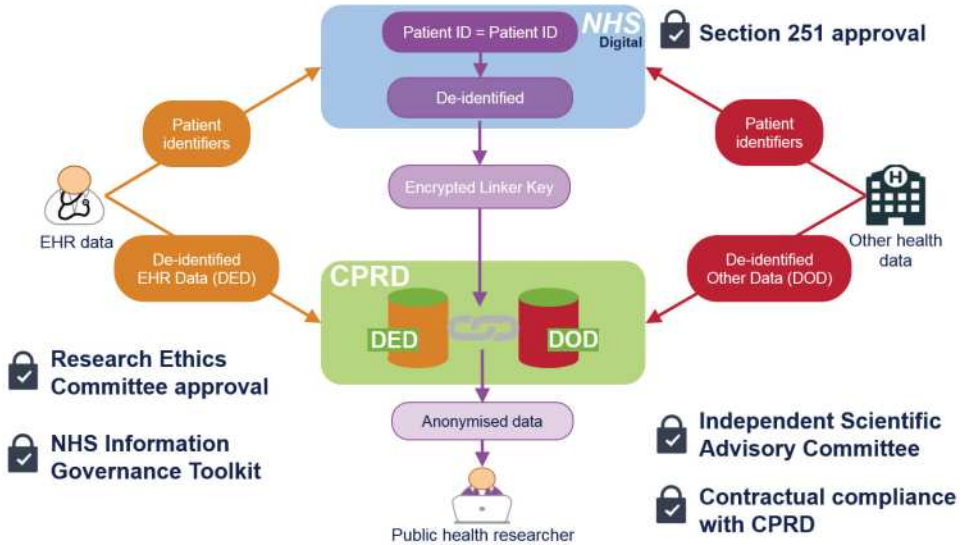 Patient ID = Patient ID
NHS
Digital
De-identified
Section 251 approval
Patient
identifiers
Patient
identifiers
Encrypted Linker Key
H
EHR data
Other health
data
De-identified
EHR Data (DED)
De-identified
Other Data (DOD)
CPRD
DED
DOD
Research Ethics
Committee approval
NHS Information
Governance Toolkit
Anonymised data
Independent Scientific
Advisory Committee
Contractual compliance
with CPRD
Public health researcher